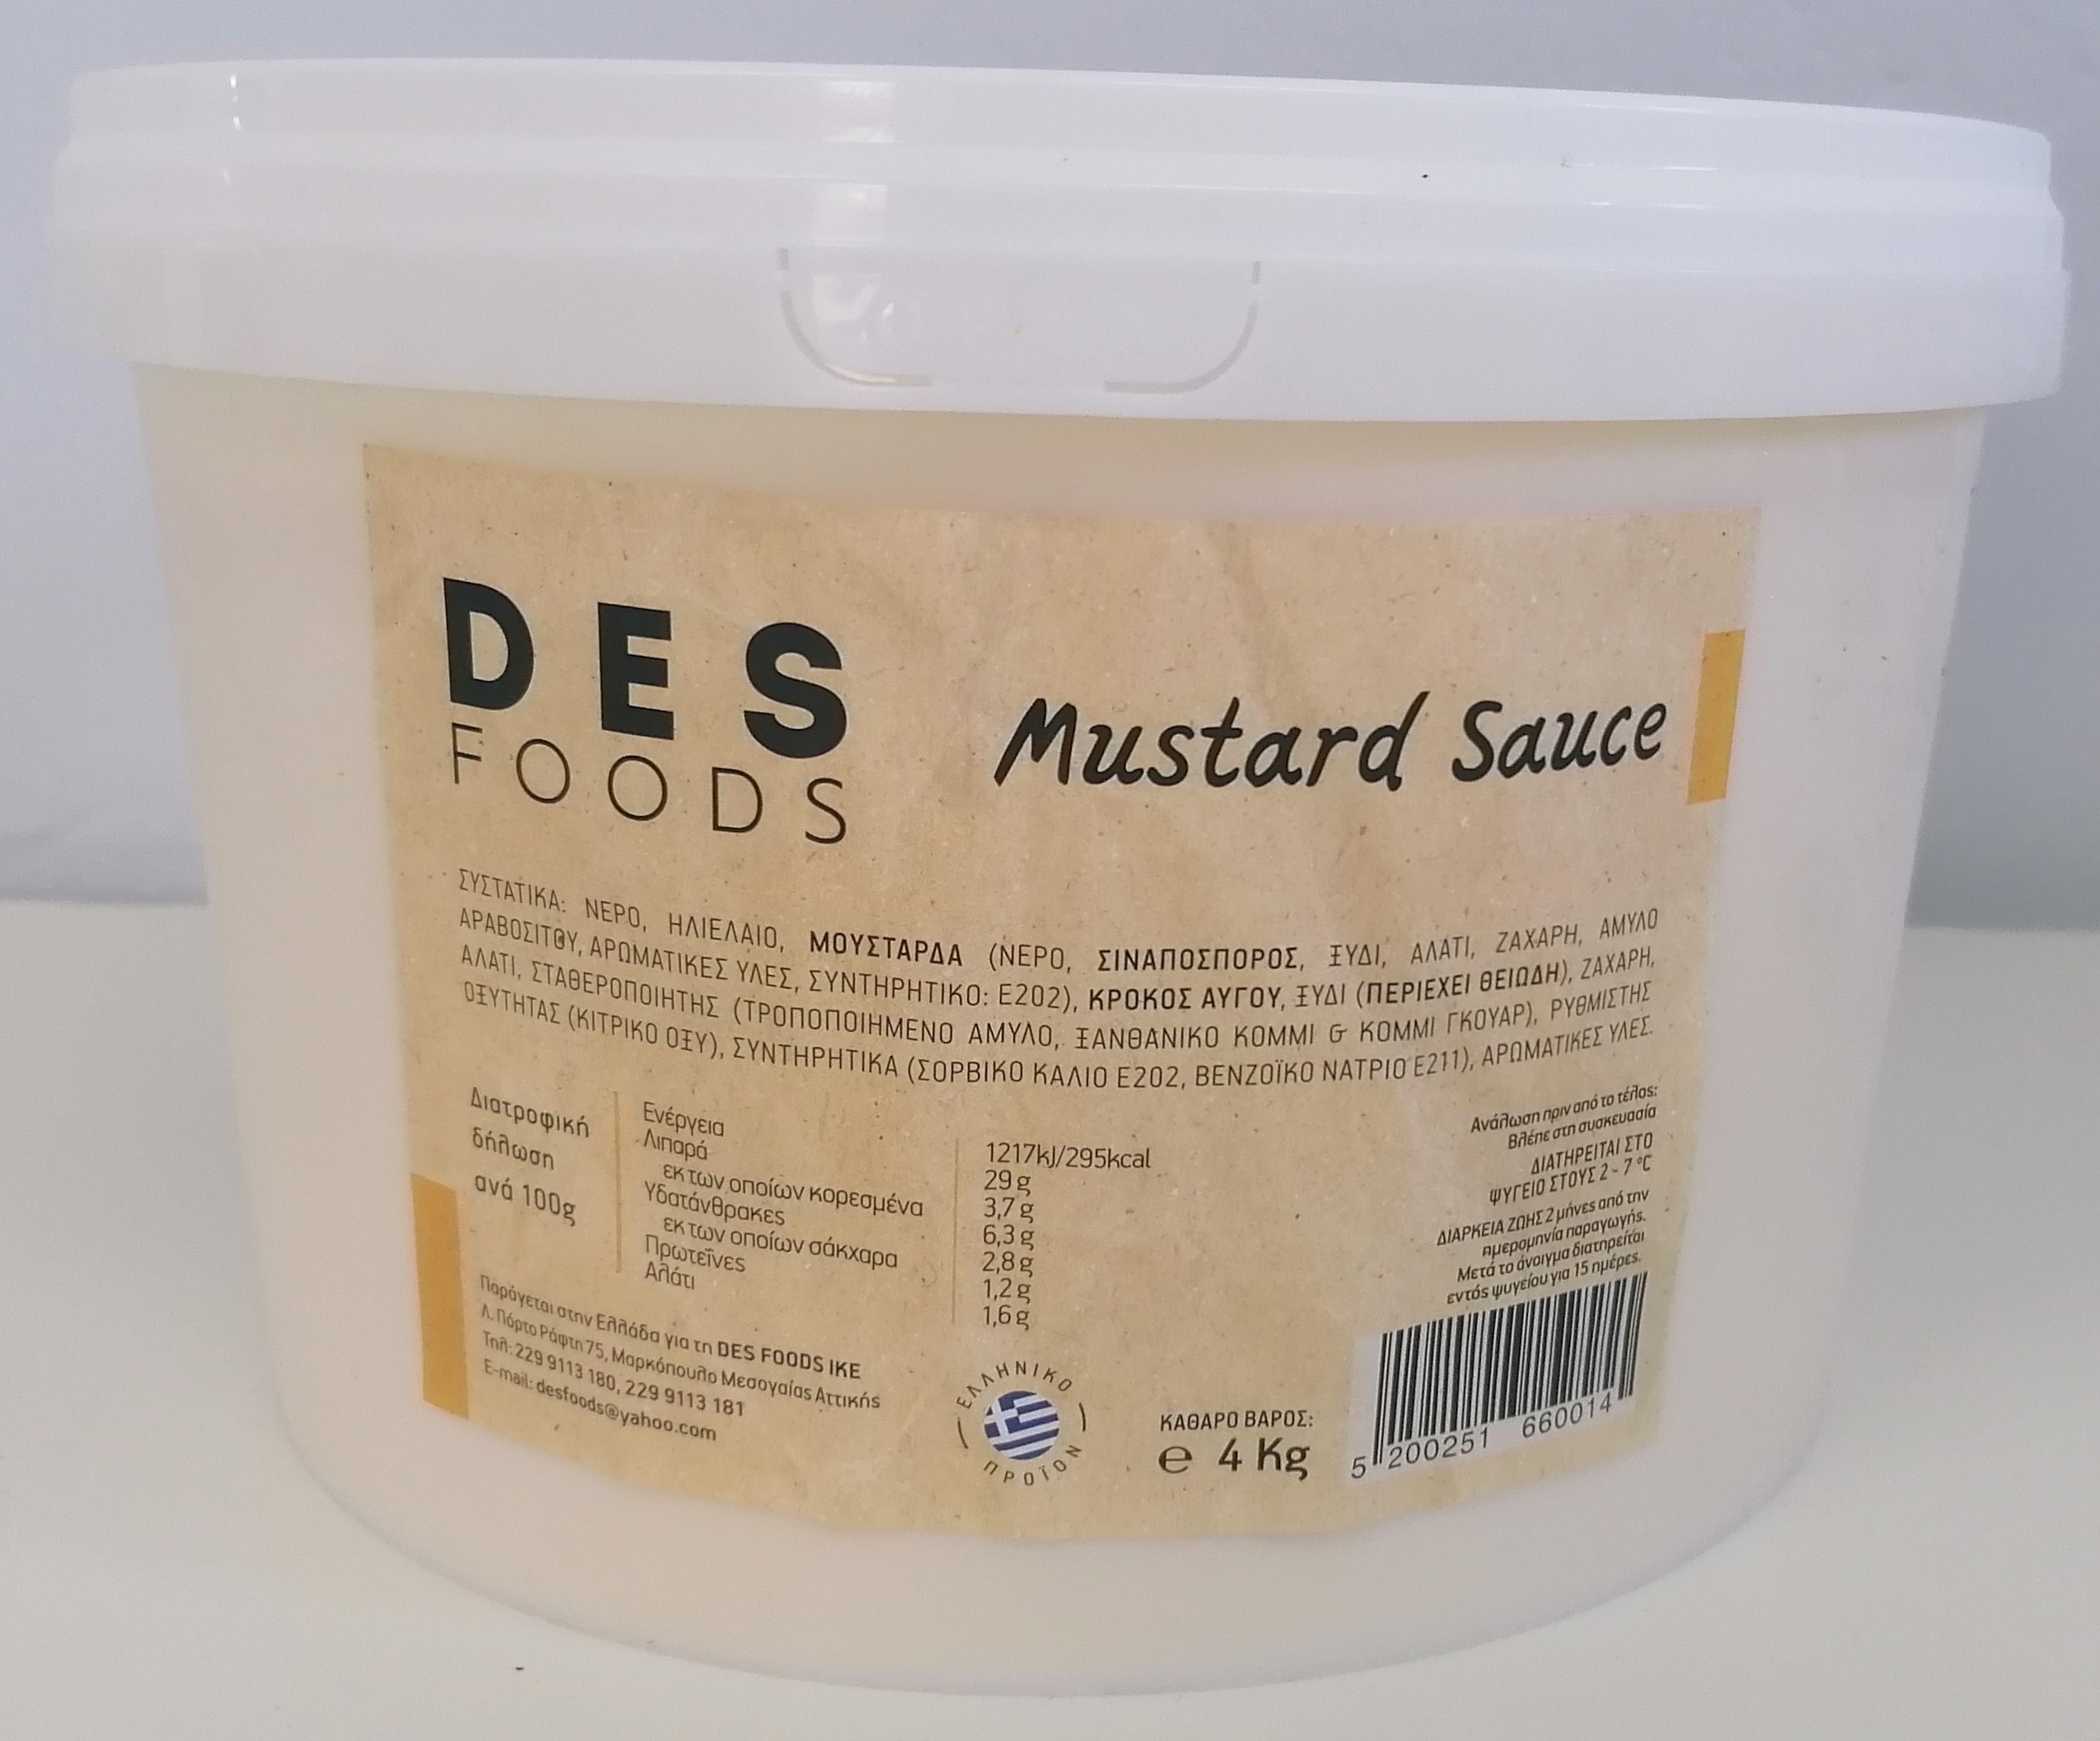 DES
FOODS
Mustard Sauce
ΣΥΣΤΑΤΙΚΑ: ΝΕΡΟ, ΗΛΙΕΛΑΙΟ, ΜΟΥΣΤΑΡΔΑ (ΝΕΡΟ, ΣΙΝΑΠΟΣΠΟΡΟΣ, ΞΥΔΙ, ΑΛΑΤΙ, ΖΑΧΑΡΗ, ΑΜΥΛΟ
ΑΡΑΒΟΣΙΤΟΥ, ΑΡΩΜΑΤΙΚΕΣ ΥΛΕΣ, ΣΥΝΤΗΡΗΤΙΚΟ: Ε202), ΚΡΟΚΟΣ ΑΥΓΟΥ, ΞΥΔΙ (ΠΕΡΙΕΧΕΙ ΘΕΙΩΔΗ), ΖΑΧΑΡΗ,
ΑΛΑΤΙ, ΣΤΑΘΕΡΟΠΟΙΗΤΗΣ (ΤΡΟΠΟΠΟΙΗΜΕΝΟ ΑΜΥΛΟ, ΞΑΝΘΑΝΙΚΟ ΚΟΜΜΙ & ΚΟΜΜΙ ΓΚΟΥΑΡ), ΡΥΘΜΙΣΤΗΣ
ΟΞΥΤΗΤΑΣ (ΚΙΤΡΙΚΟ ΟΞΥ), ΣΥΝΤΗΡΗΤΙΚΑ (ΣΟΡΒΙΚΟ ΚΑΛΙΟ Ε202, ΒΕΝΖΟΪΚΟ ΝΑΤΡΙΟ Ε211), ΑΡΩΜΑΤΙΚΕΣ ΥΛΕΣ.
Διατροφική
δήλωση
ανά 100g
Ενέργεια 1217kJ/295kcal
Λιπαρά 29 g
εκ των οποίων κορεσμένα 3,7 g
Υδατάνθρακες 6,3 g
εκ των οποίων σάκχαρα 2,8 g
Πρωτεΐνες 1,2 g
Αλάτι 1,6 g
Ανάλωση πριν από το τέλος:
Βλέπε στη συσκευασία
ΔΙΑΤΗΡΕΙΤΑΙ ΣΤΟ
ΨΥΓΕΙΟ ΣΤΟΥΣ 2 - 7 °C
ΔΙΑΡΚΕΙΑ ΖΩΗΣ 2 μήνες από την
ημερομηνία παραγωγής.
Μετά το άνοιγμα διατηρείται
εντός ψυγείου για 15 ημέρες.
Παράγεται στην Ελλάδα για τη DES FOODS IKE
Λ. Πόρτο Ράφτη 75, Μαρκόπουλο Μεσογαίας Αττικής
Τηλ: 229 9113 180, 229 9113 181
E-mail: desfoods@yahoo.com
ΕΛΛΗΝΙΚΟ
ΠΡΟΪΟΝ
ΚΑΘΑΡΟ ΒΑΡΟΣ:
℮ 4 Kg
5 200251 660014